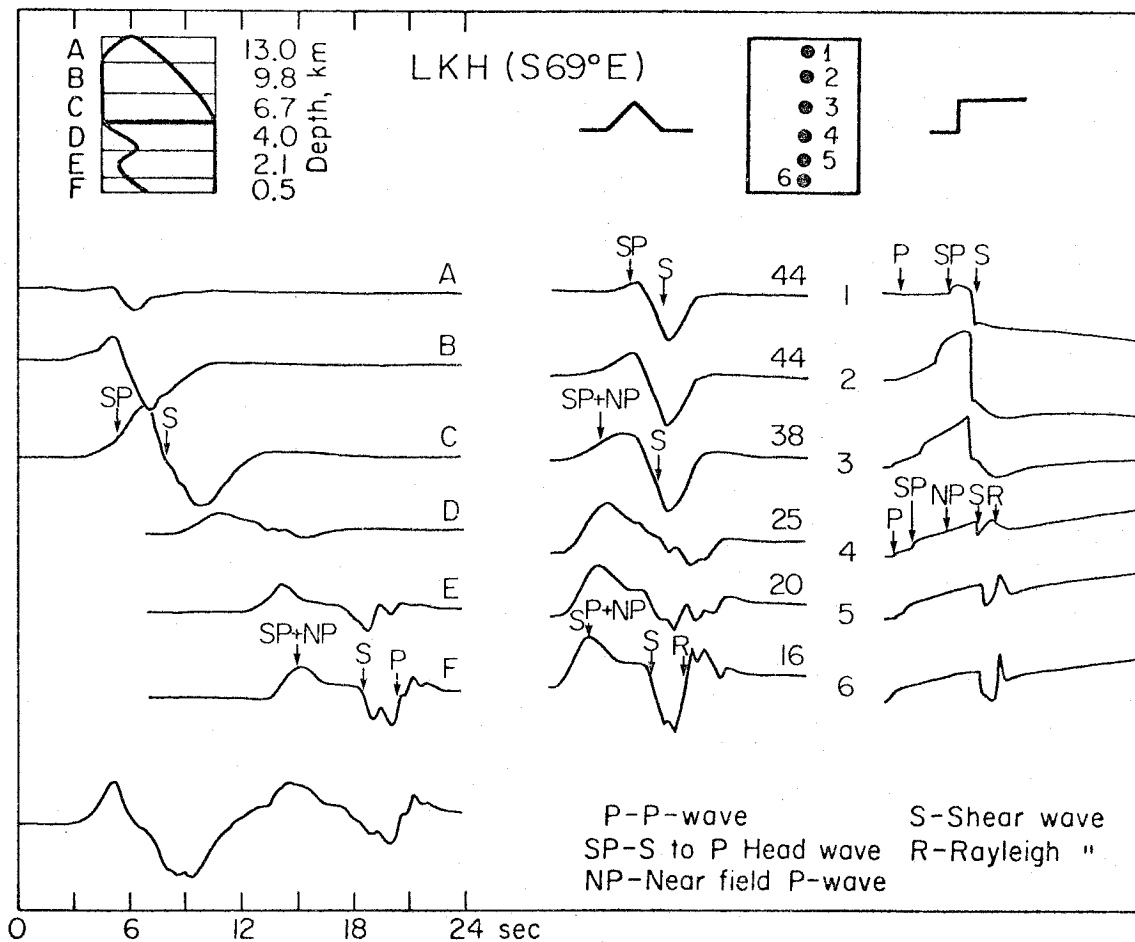 A 13.0
B 9.8
C 6.7
D 4.0
E 2.1
F 0.5
Depth, km
LKH (S69°E)
1
2
3
4
5
6
A
B
SP
S
C
D
E
SP+NP
S
P
F
SP
S
44
44
SP+NP
S
38
25
20
SP+NP
S
R
16
P SP S
1
2
3
P SP NP S R
4
5
6
P-P-wave
SP-S to P Head wave
NP-Near field P-wave
S-Shear wave
R-Rayleigh "
0 6 12 18 24 sec